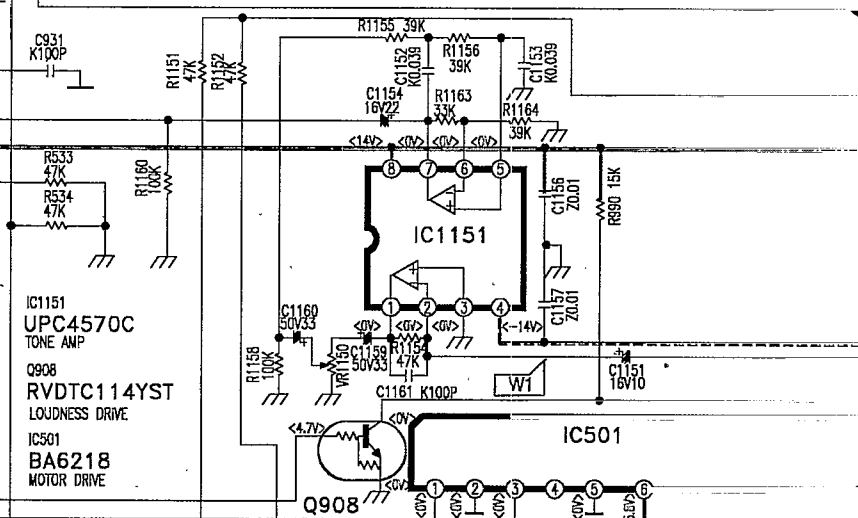 R1155 39K
C931
K100P
R1151
47K
R1152
47K
C1152
K0.039
R1156
39K
C1153
K0.039
C1154
16V22
+
R1163
33K
R1164
39K
<14V>
<0V>
<0V>
<0V>
8
7
6
5
R533
47K
R534
47K
R1160
100K
C1156
Z0.01
R990 15K
IC1151
C1157
Z0.01
1
2
3
4
IC1151
UPC4570C
TONE AMP
C1160
50V33
+
<0V>
<0V>
<0V>
<-14V>
R1158
100K
VR1150
+
C1159
50V33
R1154
47K
C1161 K100P
W1
+
C1151
16V10
Q908
RVDTC114YST
LOUDNESS DRIVE
IC501
BA6218
MOTOR DRIVE
<4.7V>
<0V>
<0V>
Q908
IC501
1
2
3
4
5
6
<0V>
<0V>
<0V>
<0V>